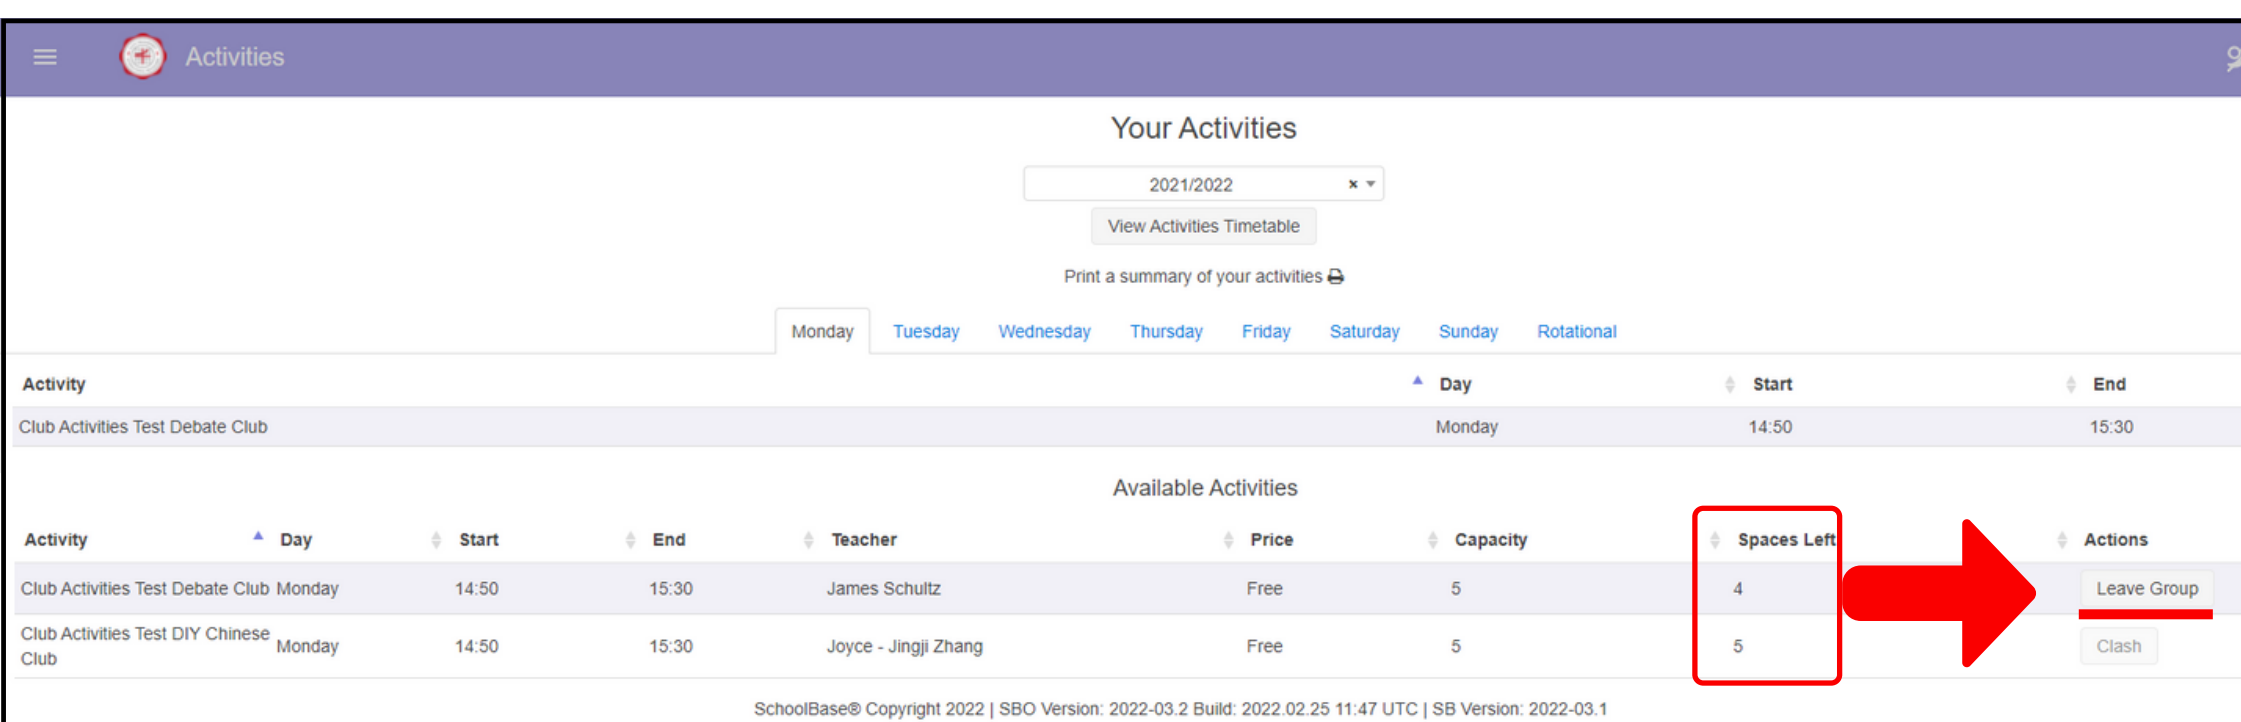 Activities
Your Activities
2021/2022
View Activities Timetable
Print a summary of your activities
Monday Tuesday Wednesday Thursday Friday Saturday Sunday Rotational
Activity Day Start End
Club Activities Test Debate Club Monday 14:50 15:30
Available Activities
Activity Day Start End Teacher Price Capacity Spaces Left Actions
Club Activities Test Debate Club Monday 14:50 15:30 James Schultz Free 5 4 Leave Group
Club Activities Test DIY Chinese Club Monday 14:50 15:30 Joyce - Jingji Zhang Free 5 5 Clash
SchoolBase® Copyright 2022 | SBO Version: 2022-03.2 Build: 2022.02.25 11:47 UTC | SB Version: 2022-03.1